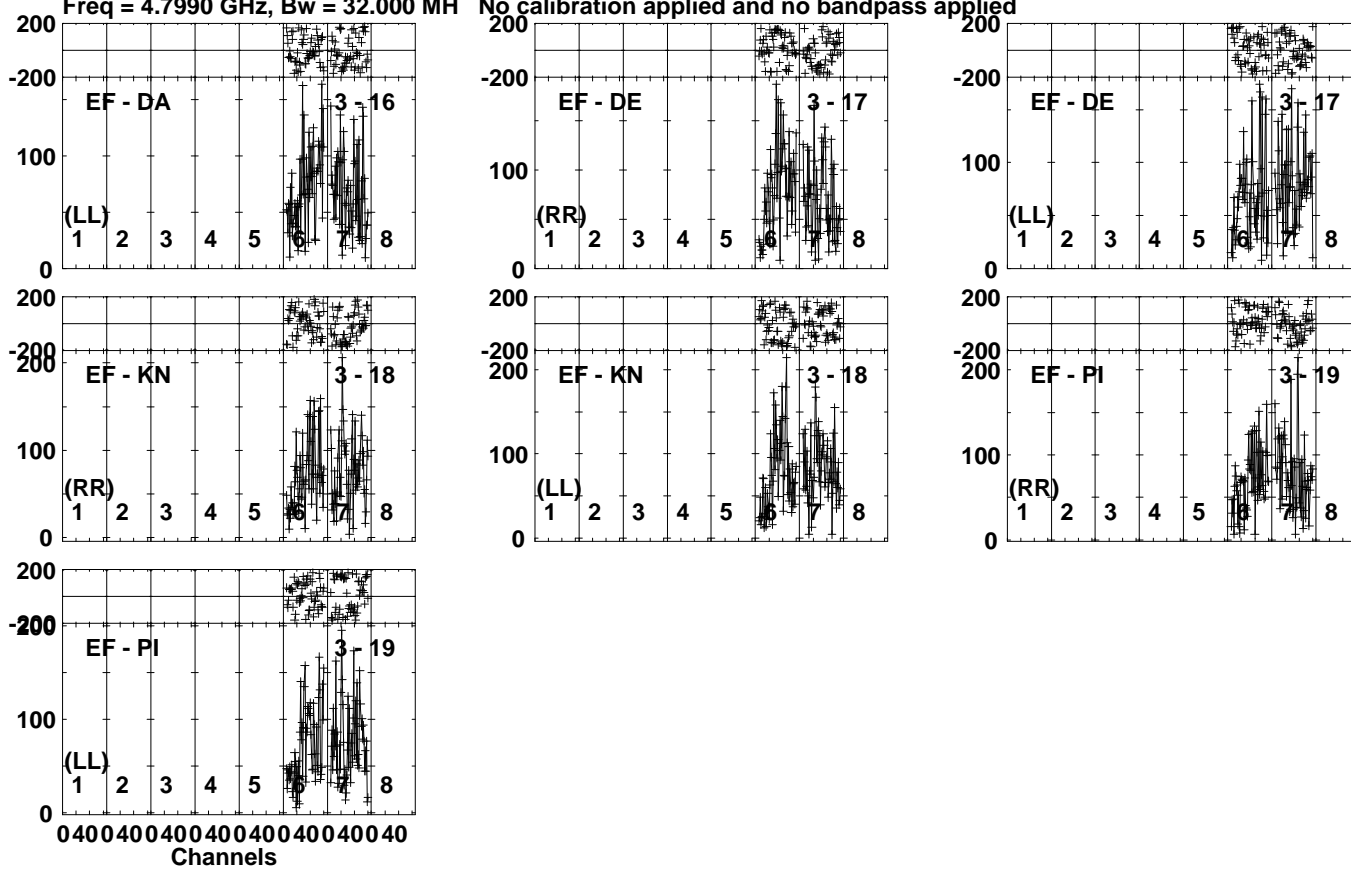 Freq = 4.7990 GHz, Bw = 32.000 MH No calibration applied and no bandpass applied
200 200 200
-200 -200 -200
EF - DA 3 - 16 EF - DE 3 - 17 EF - DE 3 - 17
100 100 100
(LL) (RR) (LL)
1 2 3 4 5 6 7 8 1 2 3 4 5 6 7 8 1 2 3 4 5 6 7 8
0 0 0
200 200 200
-200 -200 -200
200 200 200
EF - KN 3 - 18 EF - KN 3 - 18 EF - PI 3 - 19
100 100 100
(RR) (LL) (RR)
1 2 3 4 5 6 7 8 1 2 3 4 5 6 7 8 1 2 3 4 5 6 7 8
0 0 0
200
-200
200
EF - PI 3 - 19
100
(LL)
1 2 3 4 5 6 7 8
0
0 40 0 40 0 40 0 40 0 40 0 40 0 40 0 40
Channels